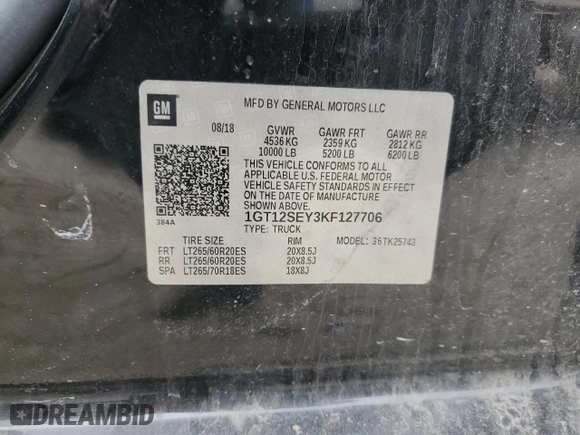 GM
MFD BY GENERAL MOTORS LLC
08/18 GVWR GAWR FRT GAWR RR
4536 KG 2359 KG 2812 KG
10000 LB 5200 LB 6200 LB
THIS VEHICLE CONFORMS TO ALL
APPLICABLE U.S. FEDERAL MOTOR
VEHICLE SAFETY STANDARDS IN EFFECT
ON THE DATE OF MANUFACTURE
SHOWN ABOVE.
384A
1GT12SEY3KF127706
TYPE: TRUCK
TIRE SIZE RIM MODEL: 36TK25743
FRT LT265/60R20ES 20X8.5J
RR LT265/60R20ES 20X8.5J
SPA LT265/70R18ES 18X8J
DREAMBID